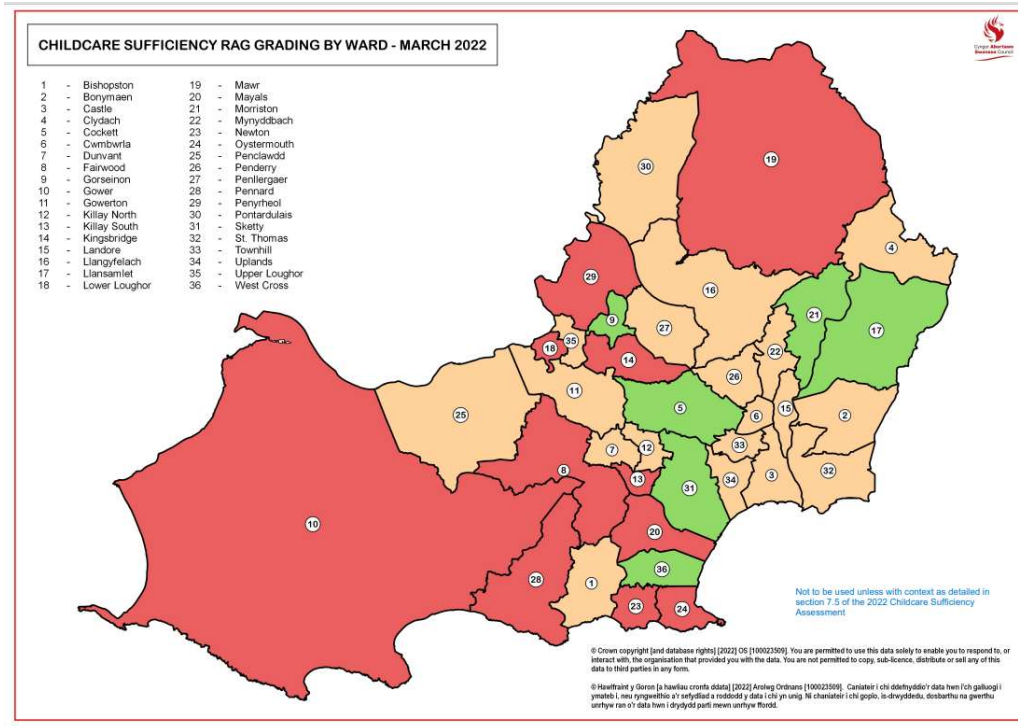 CHILDCARE SUFFICIENCY RAG GRADING BY WARD - MARCH 2022
Cyngor Abertawe
Swansea Council
1 - Bishopston
2 - Bonymaen
3 - Castle
4 - Clydach
5 - Cockett
6 - Cwmbwrla
7 - Dunvant
8 - Fairwood
9 - Gorseinon
10 - Gower
11 - Gowerton
12 - Killay North
13 - Killay South
14 - Kingsbridge
15 - Landore
16 - Llangyfelach
17 - Llansamlet
18 - Lower Loughor
19 - Mawr
20 - Mayals
21 - Morriston
22 - Mynyddbach
23 - Newton
24 - Oystermouth
25 - Penclawdd
26 - Penderry
27 - Penllergaer
28 - Pennard
29 - Penyrheol
30 - Pontardulais
31 - Sketty
32 - St. Thomas
33 - Townhill
34 - Uplands
35 - Upper Loughor
36 - West Cross
19
30
4
29
16
21
9
27
17
18
35
14
22
26
11
5
6
15
2
25
33
7
12
8
13
34
3
32
31
10
20
36
28
1
23
24
Not to be used unless with context as detailed in
section 7.5 of the 2022 Childcare Sufficiency
Assessment
© Crown copyright [and database rights] [2022] OS [100023509]. You are permitted to use this data solely to enable you to respond to, or
interact with, the organisation that provided you with the data. You are not permitted to copy, sub-licence, distribute or sell any of this
data to third parties in any form.
© Hawlfraint y Goron [a hawliau cronfa ddata] [2022] Arolwg Ordnans [100023509]. Caniateir i chi ddefnyddio'r data hwn i'ch galluogi i
ymateb i, neu ryngweithio a'r sefydliad a roddodd y data i chi yn unig. Ni chaniateir i chi gopio, is-drwyddedu, dosbarthu na gwerthu
unrhyw ran o'r data hwn i drydydd parti mewn unrhyw ffordd.